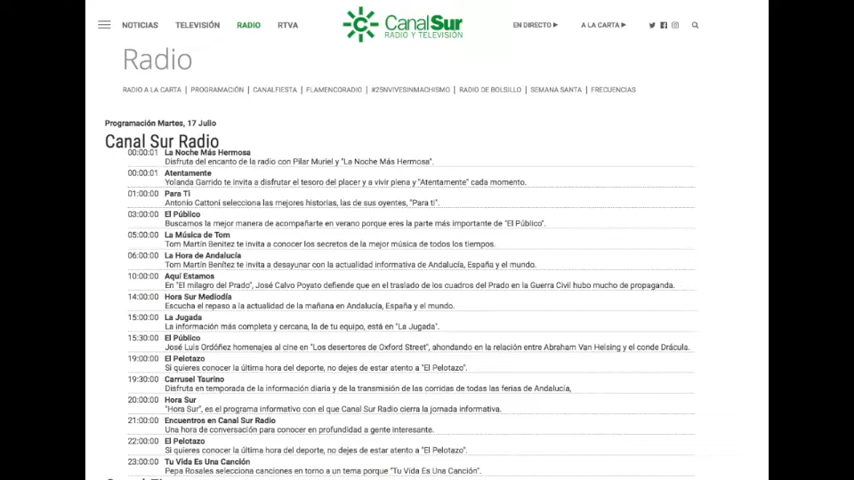 NOTICIAS TELEVISIÓN RADIO RTVA CanalSur RADIO Y TELEVISIÓN EN DIRECTO A LA CARTA
Radio
RADIO A LA CARTA | PROGRAMACIÓN | CANALFIESTA | FLAMENCORADIO | #25NVIVESINMACHISMO | RADIO DE BOLSILLO | SEMANA SANTA | FRECUENCIAS
Programación Martes, 17 Julio
Canal Sur Radio
00:00:01 La Noche Más Hermosa
Disfruta del encanto de la radio con Pilar Muriel y "La Noche Más Hermosa".
00:00:01 Atentamente
Yolanda Garrido te invita a disfrutar el tesoro del placer y a vivir plena y "Atentamente" cada momento.
01:00:00 Para Ti
Antonio Cattoni selecciona las mejores historias, las de sus oyentes, "Para ti".
03:00:00 El Público
Buscamos la mejor manera de acompañarte en verano porque eres la parte más importante de "El Público".
05:00:00 La Música de Tom
Tom Martín Benítez te invita a conocer los secretos de la mejor música de todos los tiempos.
06:00:00 La Hora de Andalucía
Tom Martín Benítez te invita a desayunar con la actualidad informativa de Andalucía, España y el mundo.
10:00:00 Aquí Estamos
En "El milagro del Prado", José Calvo Poyato defiende que en el traslado de los cuadros del Prado en la Guerra Civil hubo mucho de propaganda.
14:00:00 Hora Sur Mediodía
Escucha el repaso a la actualidad de la mañana en Andalucía, España y el mundo.
15:00:00 La Jugada
La información más completa y cercana, la de tu equipo, está en "La Jugada".
15:30:00 El Público
José Luis Ordóñez homenajea al cine en "Los desertores de Oxford Street", ahondando en la relación entre Abraham Van Helsing y el conde Drácula.
19:00:00 El Pelotazo
Si quieres conocer la última hora del deporte, no dejes de estar atento a "El Pelotazo".
19:30:00 Carrusel Taurino
Disfruta en temporada de la información diaria y de la transmisión de las corridas de todas las ferias de Andalucía,
20:00:00 Hora Sur
"Hora Sur", es el programa informativo con el que Canal Sur Radio cierra la jornada informativa.
21:00:00 Encuentros en Canal Sur Radio
Una hora de conversación para conocer en profundidad a gente interesante.
22:00:00 El Pelotazo
Si quieres conocer la última hora del deporte, no dejes de estar atento a "El Pelotazo".
23:00:00 Tu Vida Es Una Canción
Pepa Rosales selecciona canciones en torno a un tema porque "Tu Vida Es Una Canción".